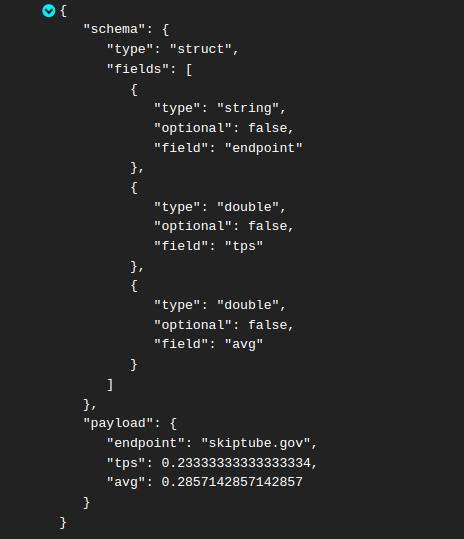 {
"schema": {
"type": "struct",
"fields": [
{
"type": "string",
"optional": false,
"field": "endpoint"
},
{
"type": "double",
"optional": false,
"field": "tps"
},
{
"type": "double",
"optional": false,
"field": "avg"
}
]
},
"payload": {
"endpoint": "skiptube.gov",
"tps": 0.23333333333333334,
"avg": 0.2857142857142857
}
}